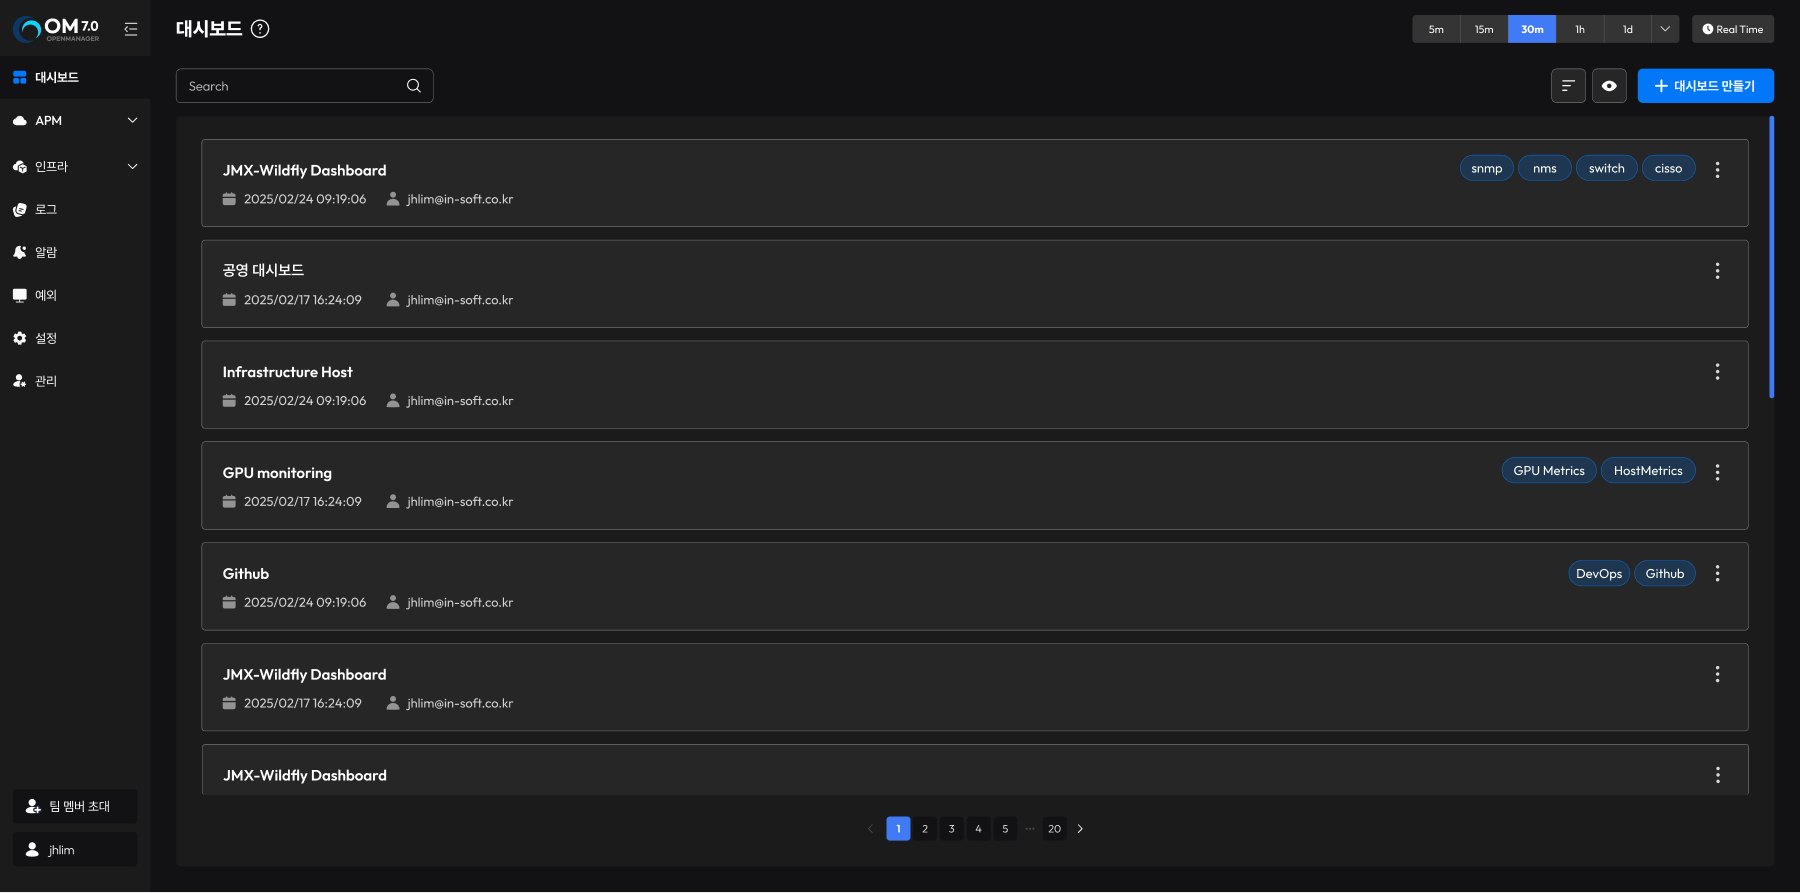 OM 7.0
OPENMANAGER
대시보드
APM
인프라
로그
알람
예외
설정
관리
팀 멤버 초대
jhlim
대시보드 ?
5m 15m 30m 1h 1d Real Time
Search
대시보드 만들기
JMX-Wildfly Dashboard
snmp nms switch cisso
2025/02/24 09:19:06 jhlim@in-soft.co.kr
공영 대시보드
2025/02/17 16:24:09 jhlim@in-soft.co.kr
Infrastructure Host
2025/02/24 09:19:06 jhlim@in-soft.co.kr
GPU monitoring
GPU Metrics HostMetrics
2025/02/17 16:24:09 jhlim@in-soft.co.kr
Github
DevOps Github
2025/02/24 09:19:06 jhlim@in-soft.co.kr
JMX-Wildfly Dashboard
2025/02/17 16:24:09 jhlim@in-soft.co.kr
JMX-Wildfly Dashboard
1 2 3 4 5 ··· 20